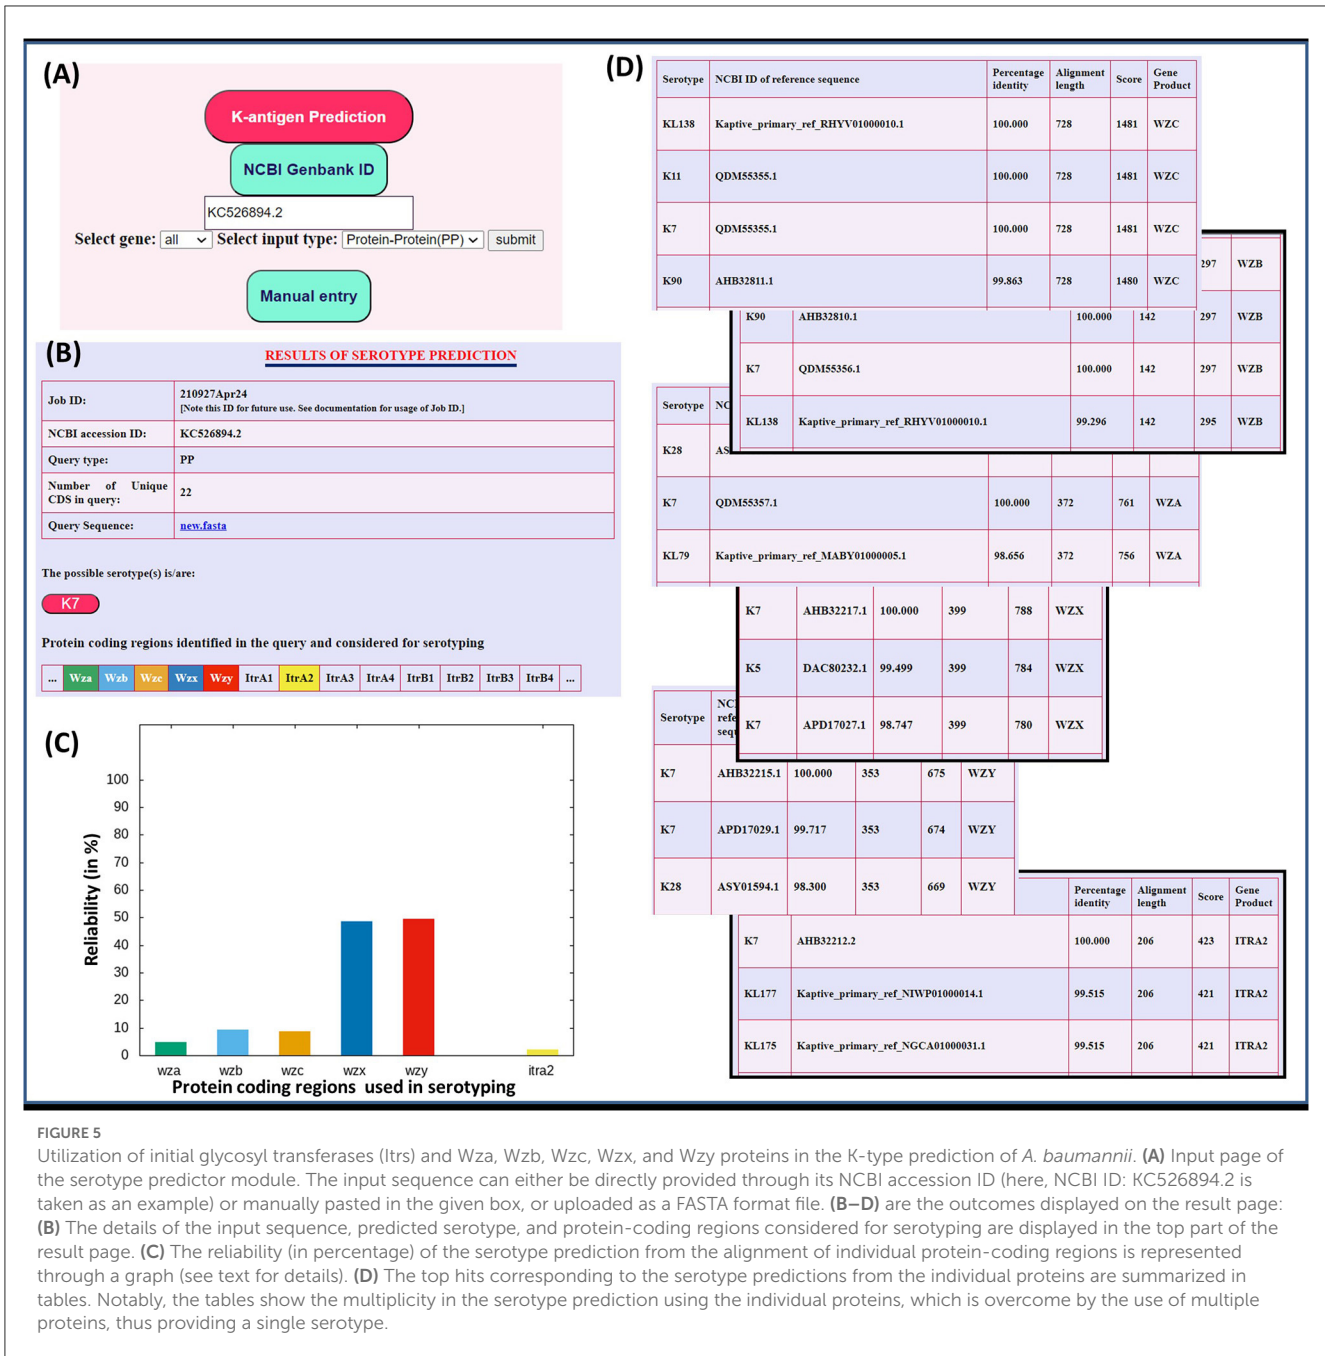 (A)
K-antigen Prediction
NCBI Genbank ID
KC526894.2
Select gene: all Select input type: Protein-Protein(PP) submit
Manual entry
(B)
RESULTS OF SEROTYPE PREDICTION
Job ID: 210927Apr24
[Note this ID for future use. See documentation for usage of Job ID.]
NCBI accession ID: KC526894.2
Query type: PP
Number of Unique
CDS in query: 22
Query Sequence: new.fasta
The possible serotype(s) is/are:
K7
Protein coding regions identified in the query and considered for serotyping
... Wza Wzb Wzc Wzx Wzy ItrA1 ItrA2 ItrA3 ItrA4 ItrB1 ItrB2 ItrB3 ItrB4 ...
(C)
Reliability (in %)
100
90
80
70
60
50
40
30
20
10
0
wza wzb wzc wzx wzy itra2
Protein coding regions used in serotyping
(D)
Serotype NCBI ID of reference sequence Percentage identity Alignment length Score Gene Product
KL138 Kaptive_primary_ref_RHYV01000010.1 100.000 728 1481 WZC
K11 QDM55355.1 100.000 728 1481 WZC
K7 QDM55355.1 100.000 728 1481 WZC
K90 AHB32811.1 99.863 728 1480 WZC
297 WZB
K90 AHB32810.1 100.000 142 297 WZB
K7 QDM55356.1 100.000 142 297 WZB
KL138 Kaptive_primary_ref_RHYV01000010.1 99.296 142 295 WZB
Serotype NC
K28 AS
K7 QDM55357.1 100.000 372 761 WZA
KL79 Kaptive_primary_ref_MABY01000005.1 98.656 372 756 WZA
K7 AHB32217.1 100.000 399 788 WZX
K5 DAC80232.1 99.499 399 784 WZX
K7 APD17027.1 98.747 399 780 WZX
Serotype NC
refe
sequ
K7 AHB32215.1 100.000 353 675 WZY
K7 APD17029.1 99.717 353 674 WZY
K28 ASY01594.1 98.300 353 669 WZY
Percentage identity Alignment length Score Gene Product
K7 AHB32212.2 100.000 206 423 ITRA2
KL177 Kaptive_primary_ref_NIWP01000014.1 99.515 206 421 ITRA2
KL175 Kaptive_primary_ref_NGCA01000031.1 99.515 206 421 ITRA2
FIGURE 5
Utilization of initial glycosyl transferases (Itrs) and Wza, Wzb, Wzc, Wzx, and Wzy proteins in the K-type prediction of A. baumannii. (A) Input page of
the serotype predictor module. The input sequence can either be directly provided through its NCBI accession ID (here, NCBI ID: KC526894.2 is
taken as an example) or manually pasted in the given box, or uploaded as a FASTA format file. (B–D) are the outcomes displayed on the result page:
(B) The details of the input sequence, predicted serotype, and protein-coding regions considered for serotyping are displayed in the top part of the
result page. (C) The reliability (in percentage) of the serotype prediction from the alignment of individual protein-coding regions is represented
through a graph (see text for details). (D) The top hits corresponding to the serotype predictions from the individual proteins are summarized in
tables. Notably, the tables show the multiplicity in the serotype prediction using the individual proteins, which is overcome by the use of multiple
proteins, thus providing a single serotype.